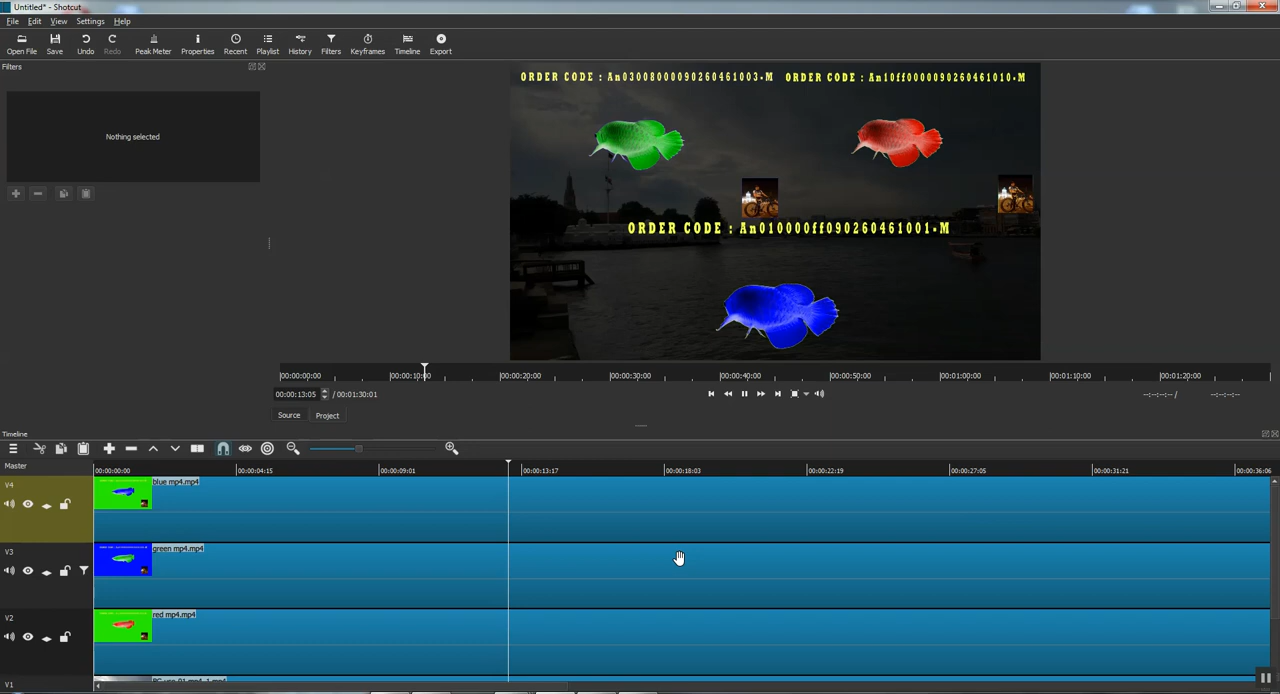 Untitled* - Shotcut
File Edit View Settings Help
Open File Save Undo Redo Peak Meter Properties Recent Playlist History Filters Keyframes Timeline Export
Filters
Nothing selected
ORDER CODE : An03008000090260461003-M ORDER CODE : An10ff0000090260461010-M
ORDER CODE : An010000ff090260461001-M
00:00:00:00 00:00:10:00 00:00:20:00 00:00:30:00 00:00:40:00 00:00:50:00 00:01:00:00 00:01:10:00 00:01:20:00
00:00:13:05 / 00:01:30:01 --:--:--:-- / --:--:--:--
Source Project
Timeline
Master 00:00:00:00 00:00:04:15 00:00:09:01 00:00:13:17 00:00:18:03 00:00:22:19 00:00:27:05 00:00:31:21 00:00:36:06
V4 blue mp4.mp4
V3 green mp4.mp4
V2 red mp4.mp4
V1